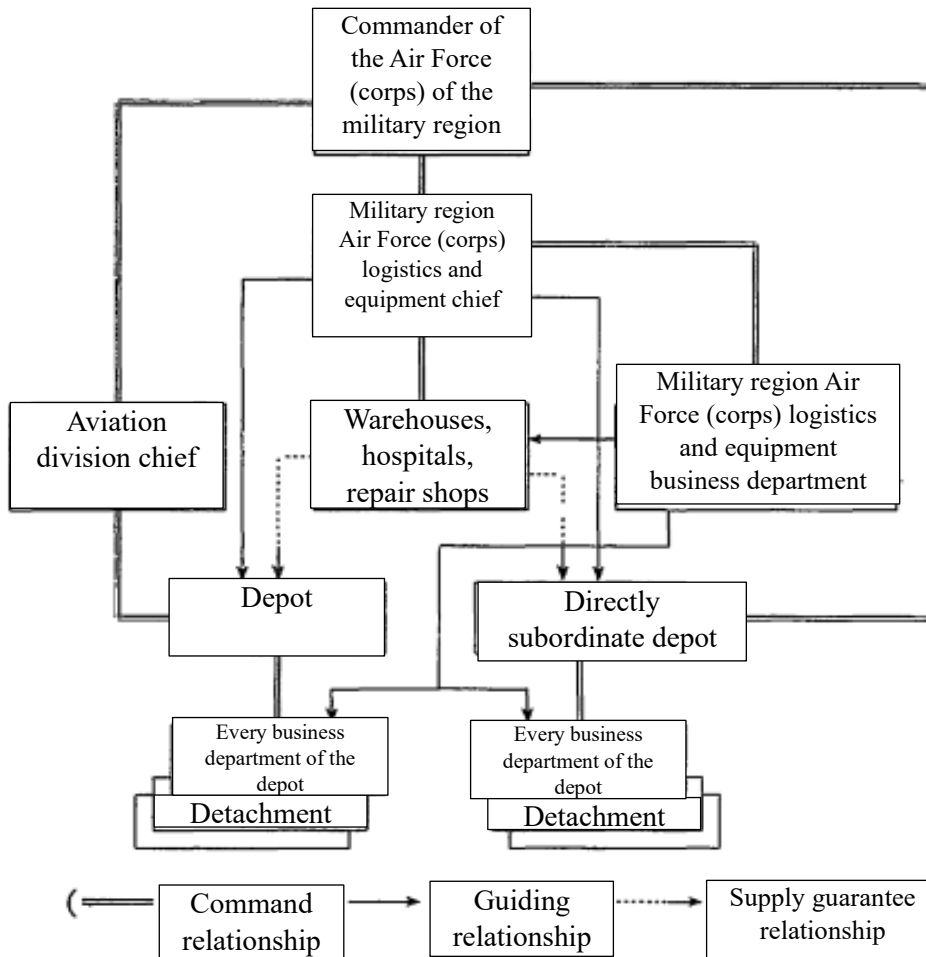 Commander of
the Air Force
(corps) of the
military region
Military region
Air Force (corps)
logistics and
equipment chief
Aviation
division chief
Warehouses,
hospitals,
repair shops
Military region Air
Force (corps) logistics
and equipment
business department
Depot
Directly
subordinate depot
Every business
department of the
depot
Detachment
Every business
department of the
depot
Detachment
(
Command
relationship
Guiding
relationship
Supply guarantee
relationship